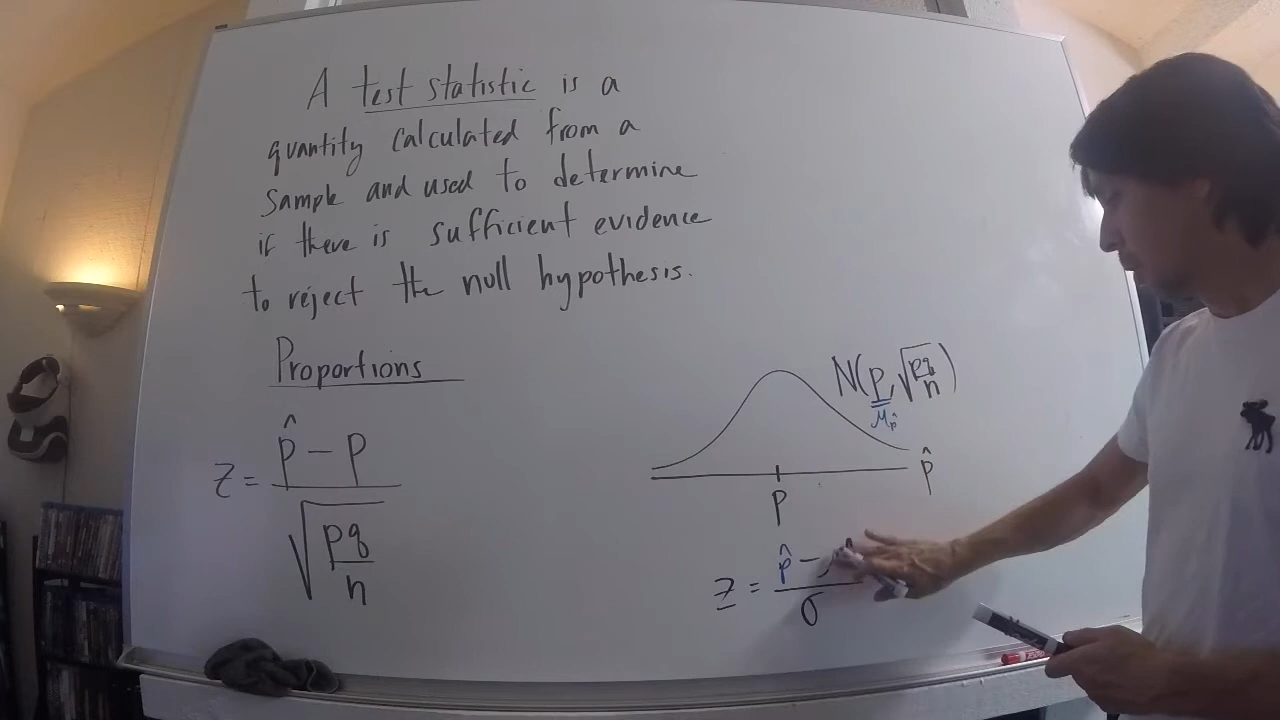 A test statistic is a
quantity calculated from a
sample and used to determine
if there is sufficient evidence
to reject the null hypothesis.
Proportions
z = (p̂ − p) / √(pq/n)
N(p, √(pq/n))
μp̂
p̂
p
z = p̂ − / σ